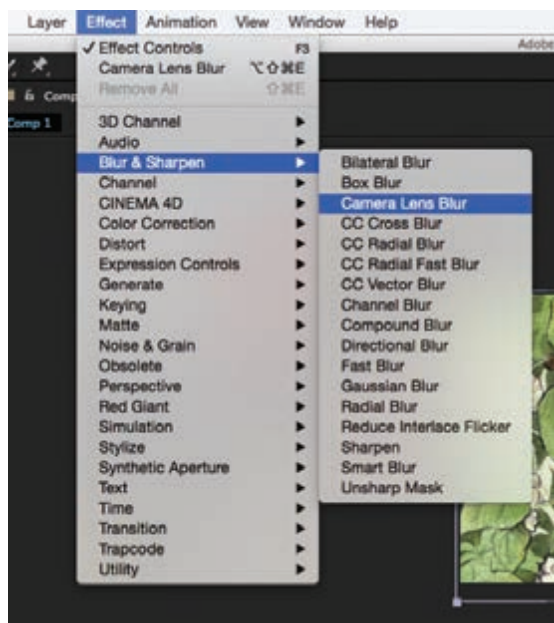 Layer Effect Animation View Window Help
Adobe
✓ Effect Controls F3
Camera Lens Blur ⌥⇧⌘E
Remove All ⇧⌘E
Comp
Comp 1
3D Channel
Audio
Blur & Sharpen
Channel
CINEMA 4D
Color Correction
Distort
Expression Controls
Generate
Keying
Matte
Noise & Grain
Obsolete
Perspective
Red Giant
Simulation
Stylize
Synthetic Aperture
Text
Time
Transition
Trapcode
Utility
Bilateral Blur
Box Blur
Camera Lens Blur
CC Cross Blur
CC Radial Blur
CC Radial Fast Blur
CC Vector Blur
Channel Blur
Compound Blur
Directional Blur
Fast Blur
Gaussian Blur
Radial Blur
Reduce Interlace Flicker
Sharpen
Smart Blur
Unsharp Mask